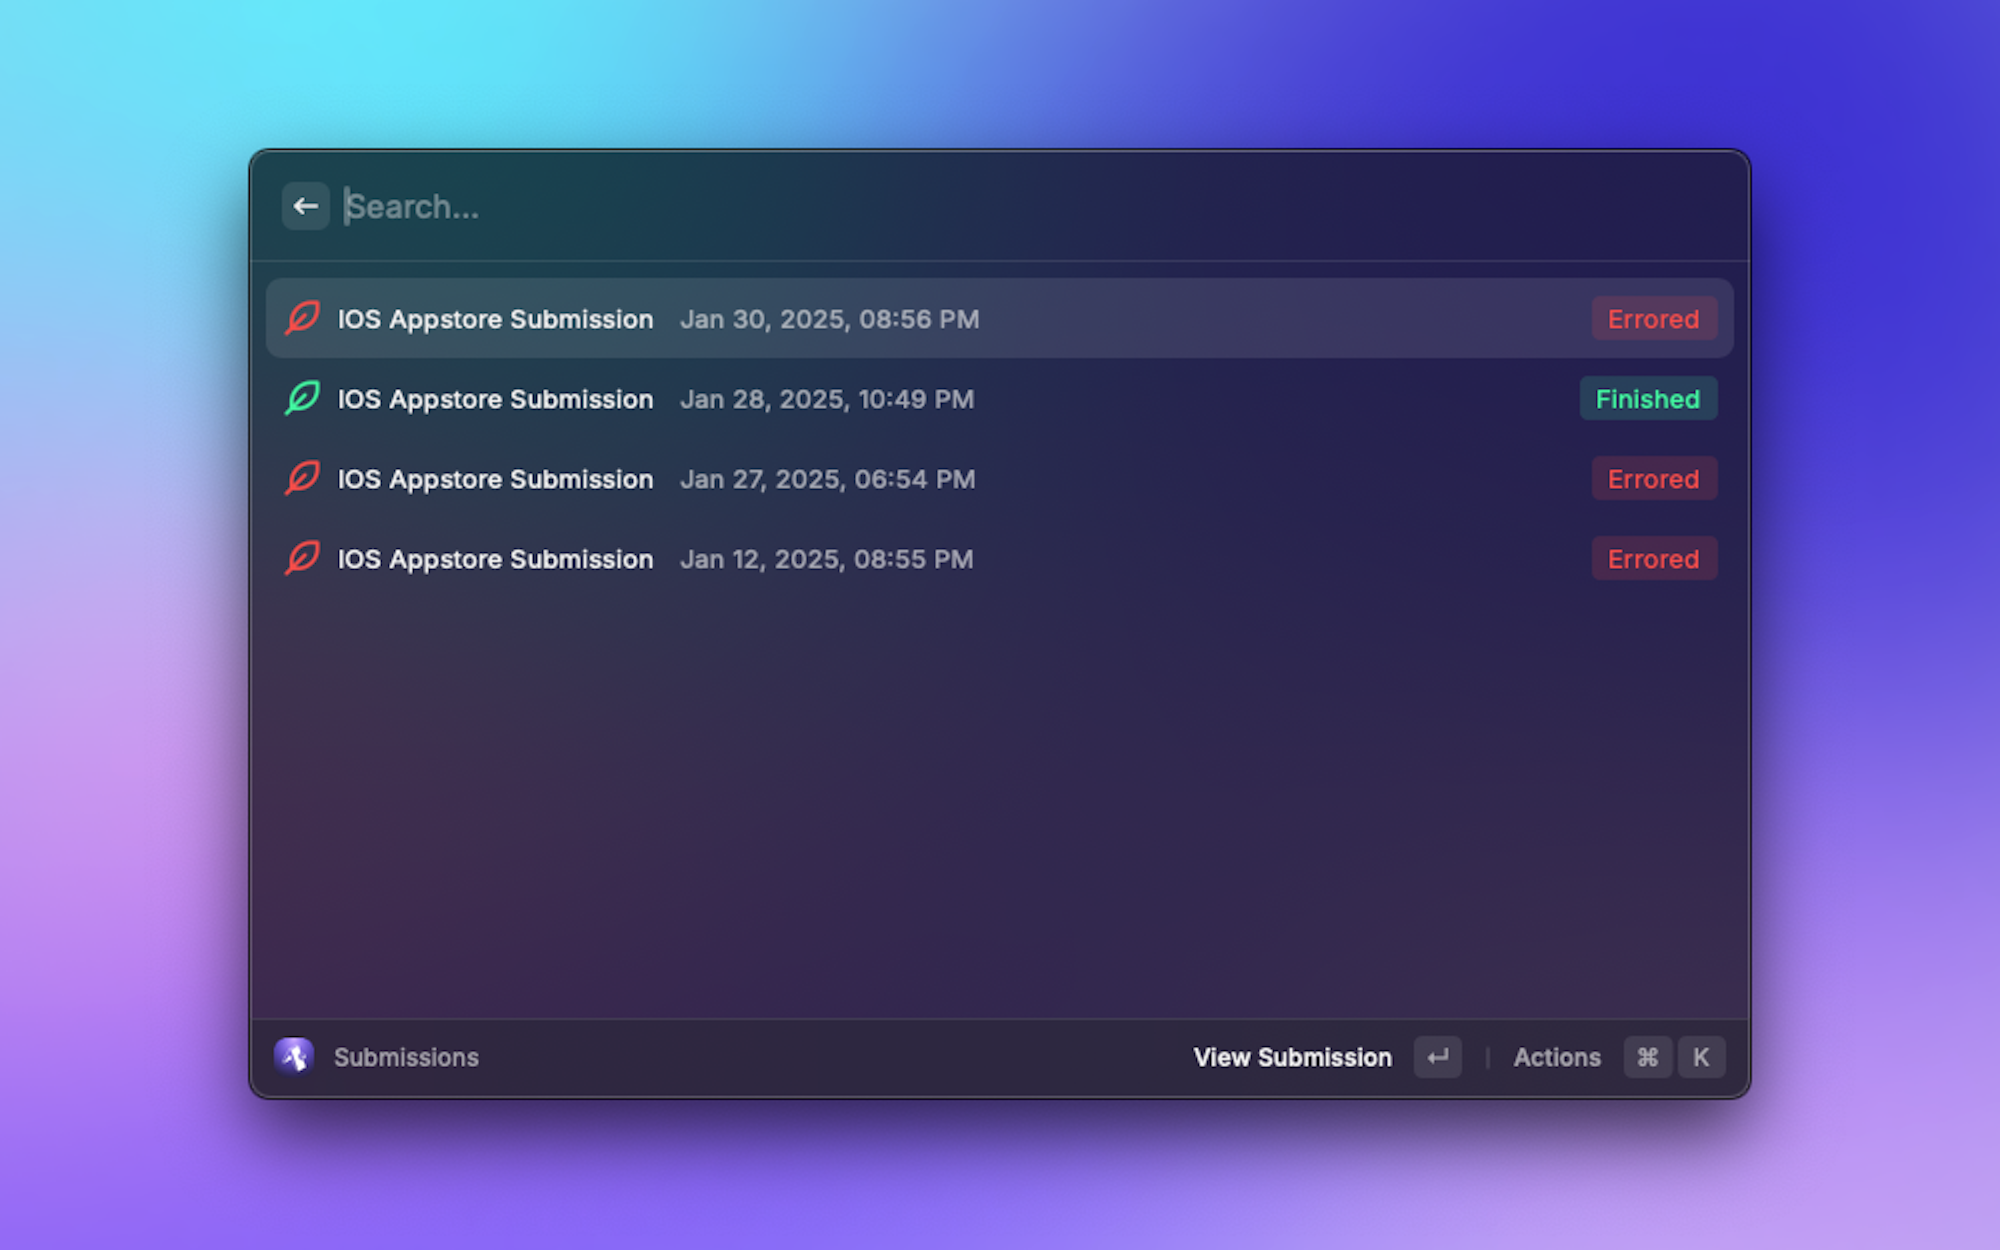 Search...
IOS Appstore Submission Jan 30, 2025, 08:56 PM Errored
IOS Appstore Submission Jan 28, 2025, 10:49 PM Finished
IOS Appstore Submission Jan 27, 2025, 06:54 PM Errored
IOS Appstore Submission Jan 12, 2025, 08:55 PM Errored
Submissions View Submission ↵ | Actions ⌘ K